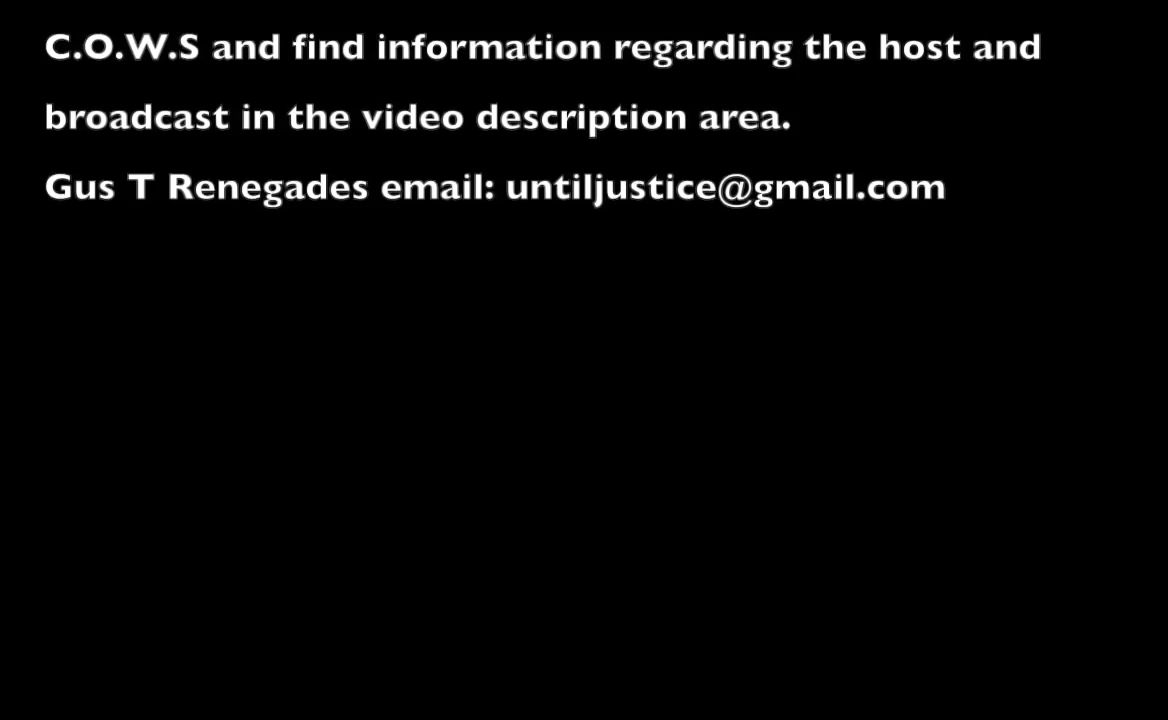 C.O.W.S and find information regarding the host and
broadcast in the video description area.
Gus T Renegades email: untiljustice@gmail.com